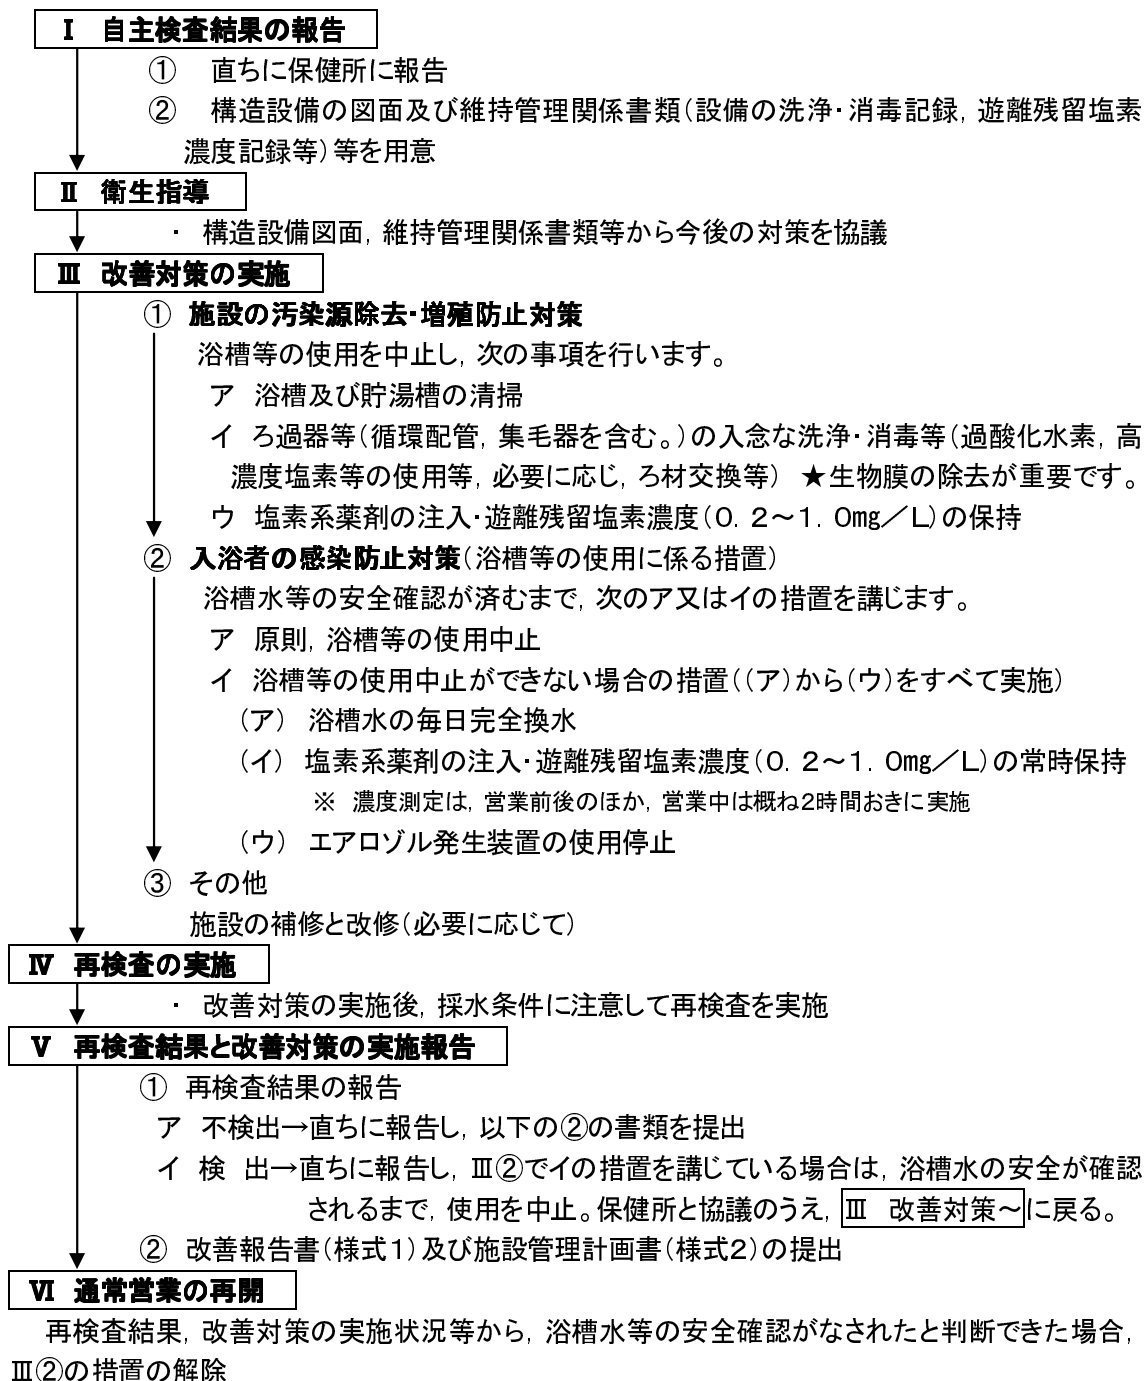 Ⅰ 自主検査結果の報告
① 直ちに保健所に報告
② 構造設備の図面及び維持管理関係書類(設備の洗浄・消毒記録，遊離残留塩素
濃度記録等)等を用意
Ⅱ 衛生指導
・ 構造設備図面，維持管理関係書類等から今後の対策を協議
Ⅲ 改善対策の実施
① 施設の汚染源除去・増殖防止対策
浴槽等の使用を中止し，次の事項を行います。
ア 浴槽及び貯湯槽の清掃
イ ろ過器等(循環配管，集毛器を含む。)の入念な洗浄・消毒等(過酸化水素，高
濃度塩素等の使用等，必要に応じ，ろ材交換等) ★生物膜の除去が重要です。
ウ 塩素系薬剤の注入・遊離残留塩素濃度(０．２～１．０mg／Ｌ)の保持
② 入浴者の感染防止対策(浴槽等の使用に係る措置)
浴槽水等の安全確認が済むまで，次のア又はイの措置を講じます。
ア 原則，浴槽等の使用中止
イ 浴槽等の使用中止ができない場合の措置((ア)から(ウ)をすべて実施)
(ア) 浴槽水の毎日完全換水
(イ) 塩素系薬剤の注入・遊離残留塩素濃度(０．２～１．０mg／Ｌ)の常時保持
※ 濃度測定は，営業前後のほか，営業中は概ね２時間おきに実施
(ウ) エアロゾル発生装置の使用停止
③ その他
施設の補修と改修(必要に応じて)
Ⅳ 再検査の実施
・ 改善対策の実施後，採水条件に注意して再検査を実施
Ⅴ 再検査結果と改善対策の実施報告
① 再検査結果の報告
ア 不検出→直ちに報告し，以下の②の書類を提出
イ 検 出→直ちに報告し，Ⅲ②でイの措置を講じている場合は，浴槽水の安全が確認
されるまで，使用を中止。保健所と協議のうえ，Ⅲ 改善対策～に戻る。
② 改善報告書(様式１)及び施設管理計画書(様式２)の提出
Ⅵ 通常営業の再開
再検査結果，改善対策の実施状況等から，浴槽水等の安全確認がなされたと判断できた場合，
Ⅲ②の措置の解除